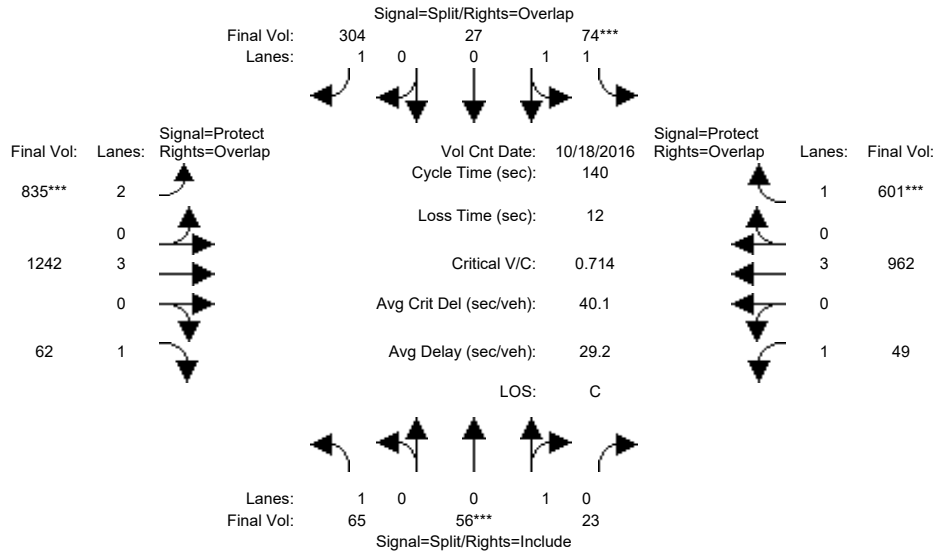 Signal=Split/Rights=Overlap
Final Vol: 304 27 74***
Lanes: 1 0 0 1 1
Signal=Protect
Final Vol: Lanes: Rights=Overlap
Vol Cnt Date: 10/18/2016
Signal=Protect
Rights=Overlap Lanes: Final Vol:
Cycle Time (sec): 140
835*** 2
1 601***
Loss Time (sec): 12
0
0
1242 3
Critical V/C: 0.714
3 962
0
Avg Crit Del (sec/veh): 40.1
0
62 1
Avg Delay (sec/veh): 29.2
1 49
LOS: C
Lanes: 1 0 0 1 0
Final Vol: 65 56*** 23
Signal=Split/Rights=Include